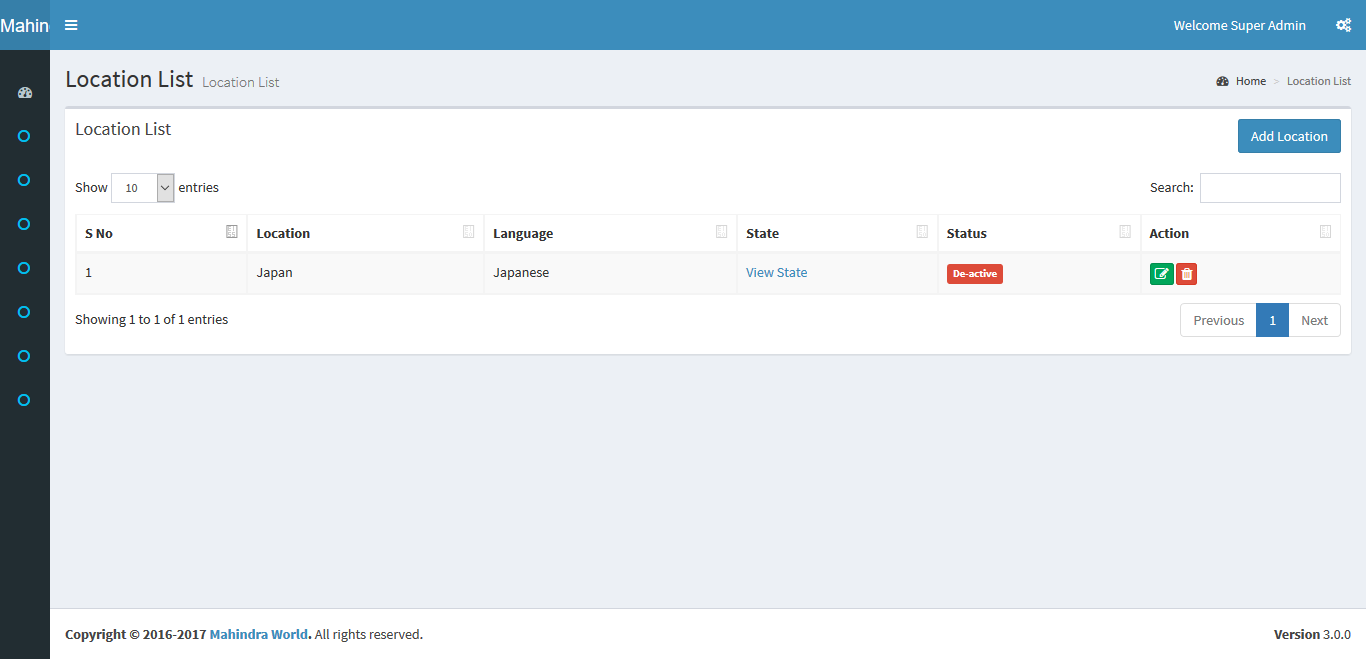 Mahin
Welcome Super Admin
Location List Location List
Home > Location List
Location List
Add Location
Show 10 entries
Search:
S No Location Language State Status Action
1 Japan Japanese View State De-active
Showing 1 to 1 of 1 entries
Previous 1 Next
Copyright © 2016-2017 Mahindra World. All rights reserved.
Version 3.0.0